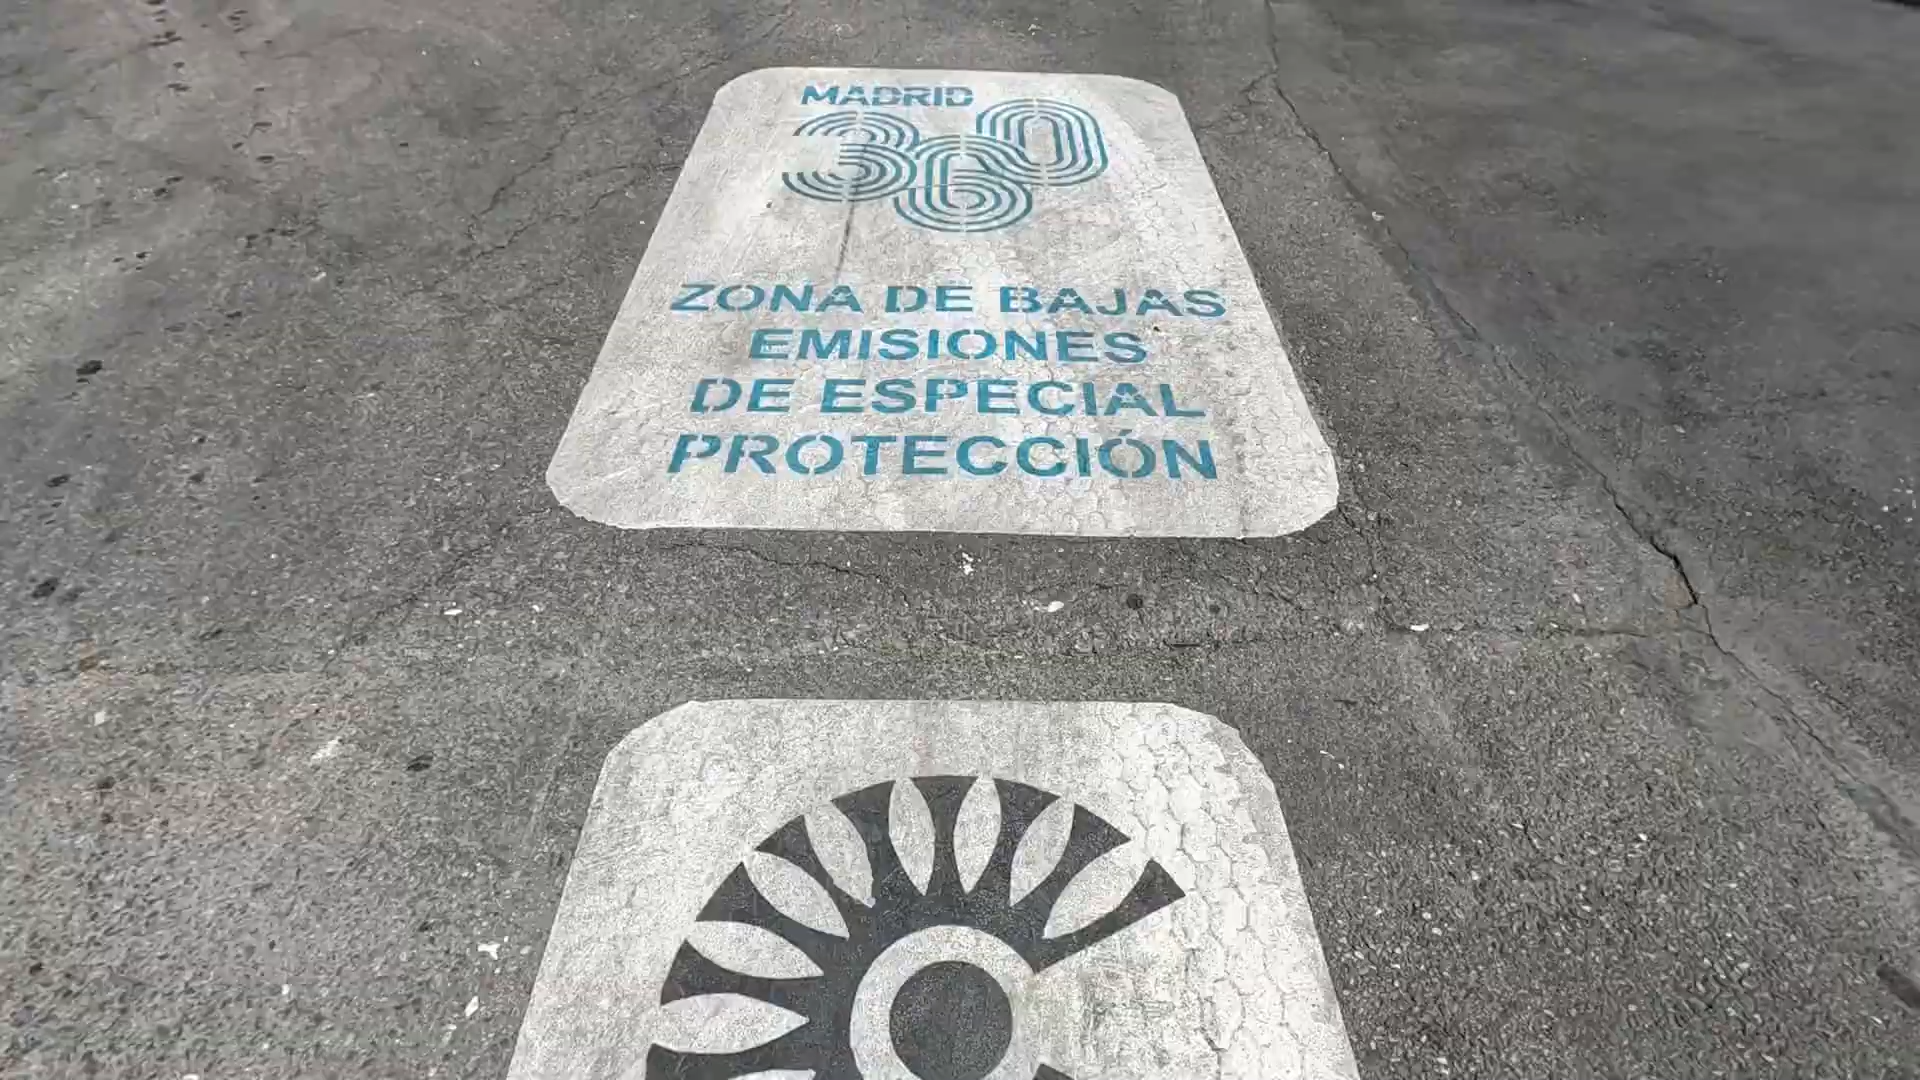 MADRID
360
ZONA DE BAJAS
EMISIONES
DE ESPECIAL
PROTECCIÓN